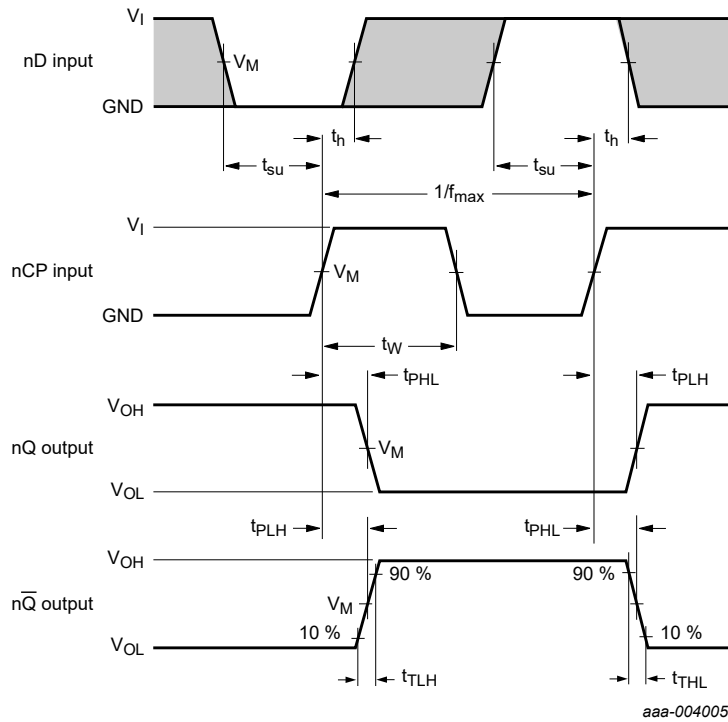 V_I
nD input
V_M
GND
t_h
t_h
t_su
t_su
1/f_max
V_I
nCP input
V_M
GND
t_W
t_PHL
t_PLH
V_OH
nQ output
V_M
V_OL
t_PLH
t_PHL
V_OH
90 %
90 %
nQ̅ output
V_M
10 %
10 %
V_OL
t_TLH
t_THL
aaa-004005